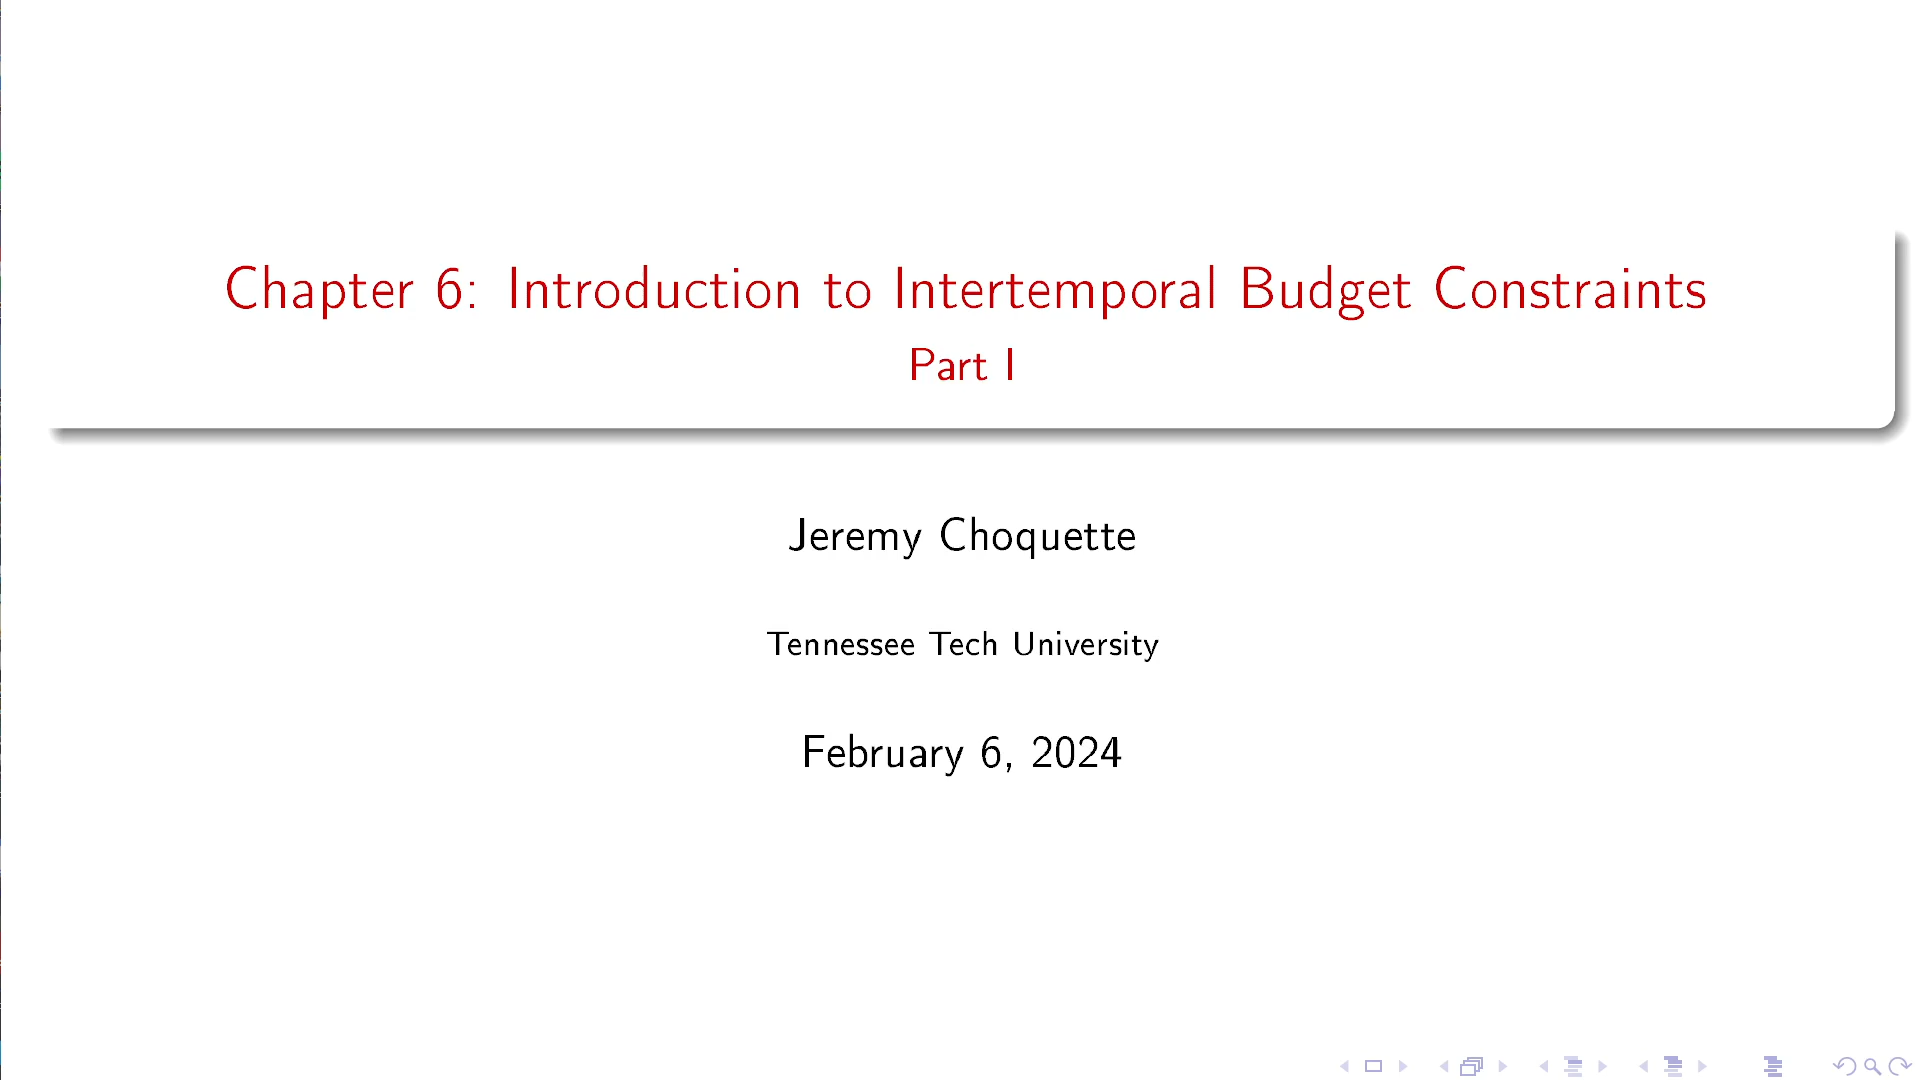 Chapter 6: Introduction to Intertemporal Budget Constraints
Part I
Jeremy Choquette
Tennessee Tech University
February 6, 2024